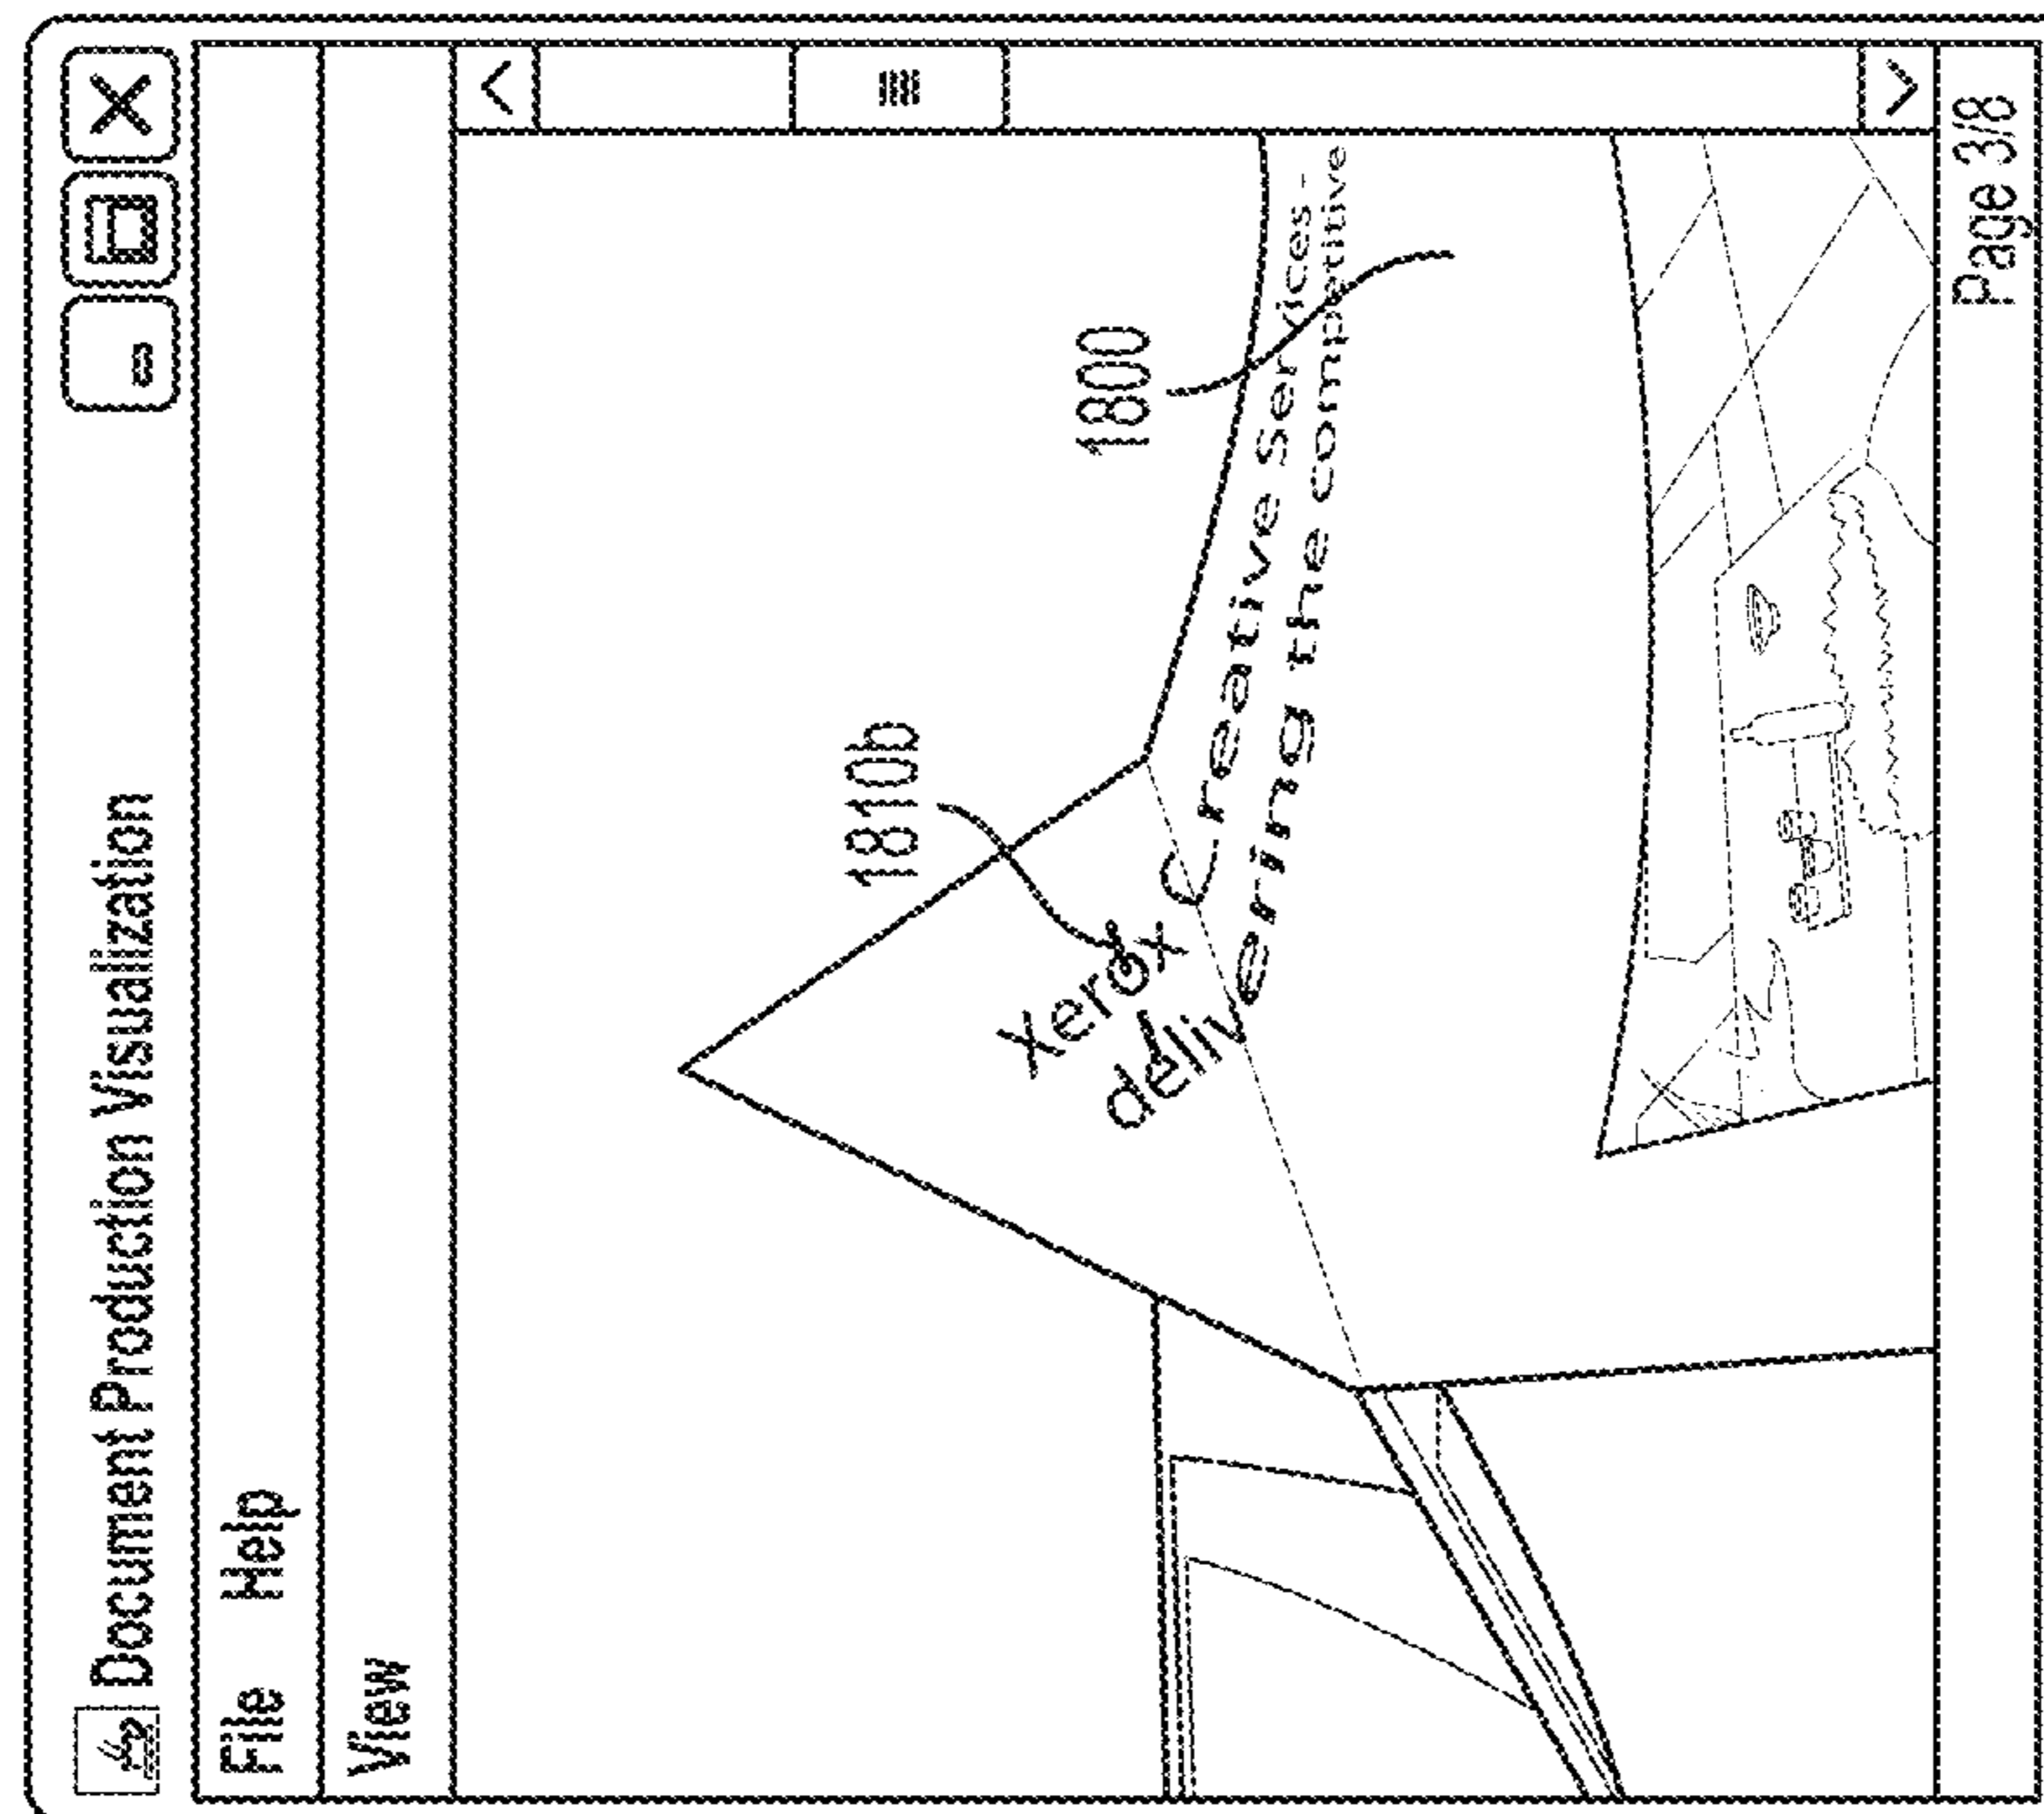 Document Production Visualization
File Help
View
1810b
1800
Xerox Creative Services -
delivering the competitive
Page 3/8